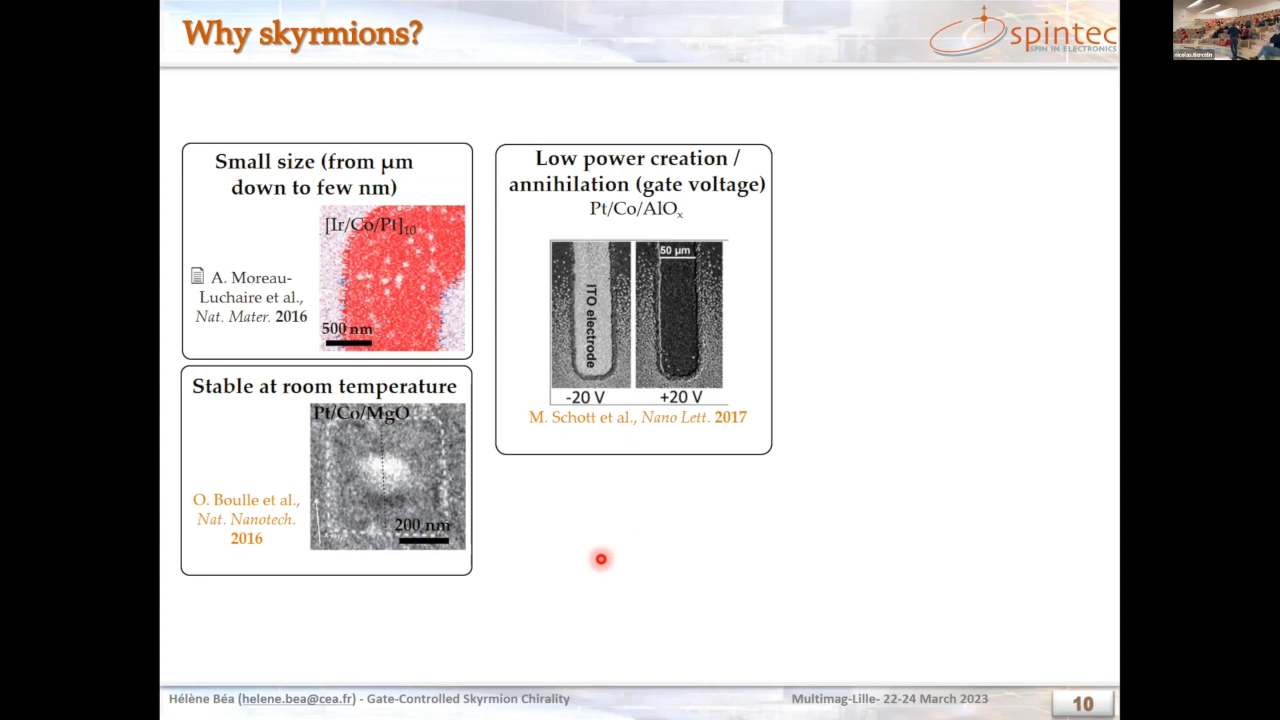 Why skyrmions?
spintec
SPIN IN ELECTRONICS
nicolas.Bercelin
Small size (from µm
down to few nm)
[Ir/Co/Pt]10
A. Moreau-
Luchaire et al.,
Nat. Mater. 2016
500 nm
Stable at room temperature
Pt/Co/MgO
O. Boulle et al.,
Nat. Nanotech.
2016
X-ray
200 nm
Low power creation /
annihilation (gate voltage)
Pt/Co/AlOx
50 µm
ITO electrode
-20 V
+20 V
M. Schott et al., Nano Lett. 2017
Hélène Béa (helene.bea@cea.fr) - Gate-Controlled Skyrmion Chirality
Multimag-Lille- 22-24 March 2023
10